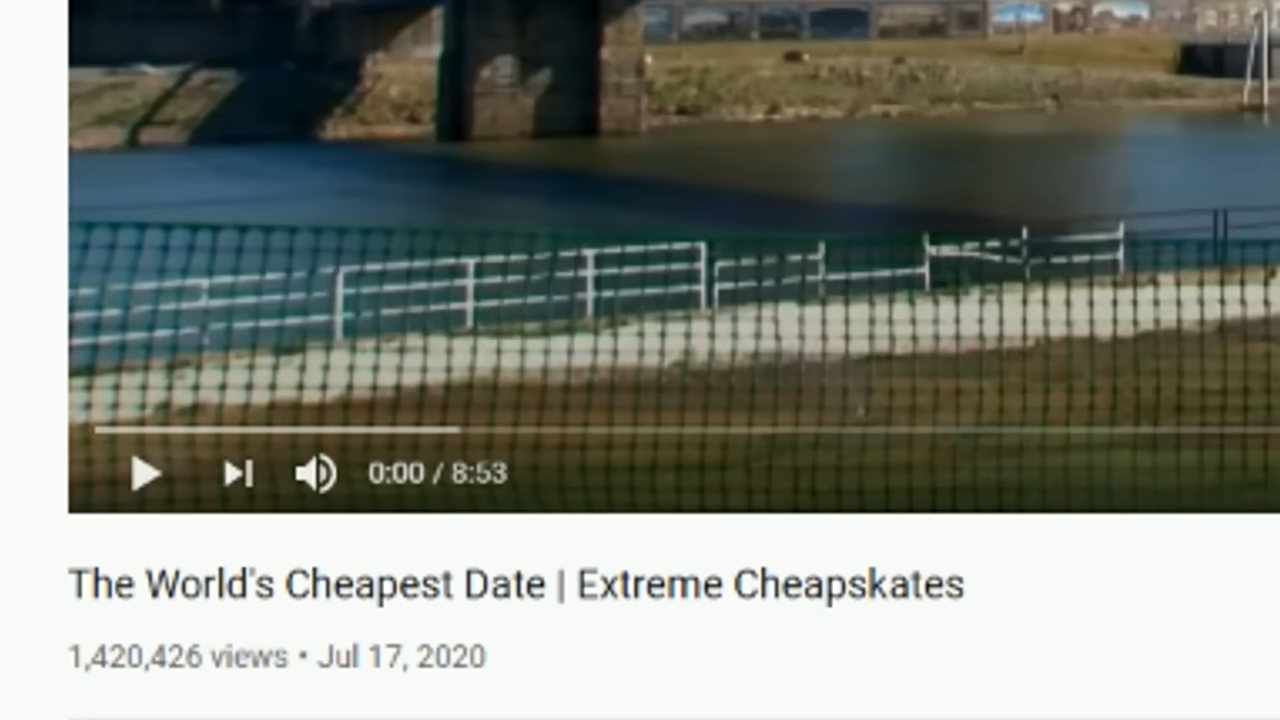 0:00 / 8:53
The World's Cheapest Date | Extreme Cheapskates
1,420,426 views • Jul 17, 2020